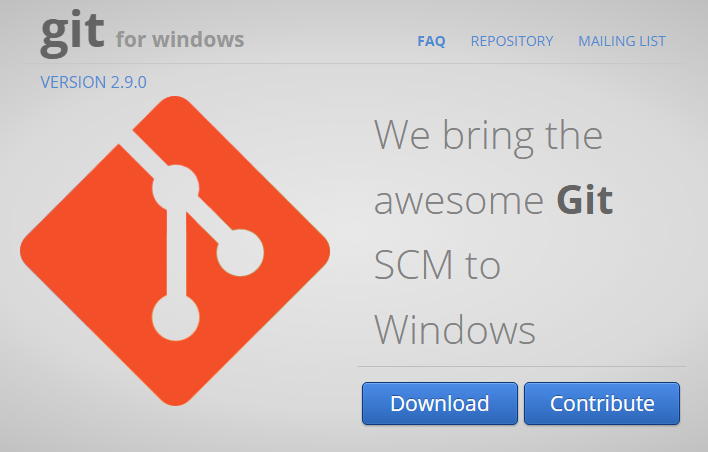 git for windows
FAQ REPOSITORY MAILING LIST
VERSION 2.9.0
We bring the
awesome Git
SCM to
Windows
Download Contribute